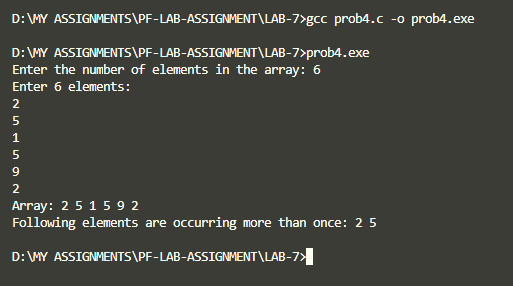 D:\MY ASSIGNMENTS\PF-LAB-ASSIGNMENT\LAB-7>gcc prob4.c -o prob4.exe
D:\MY ASSIGNMENTS\PF-LAB-ASSIGNMENT\LAB-7>prob4.exe
Enter the number of elements in the array: 6
Enter 6 elements:
2
5
1
5
9
2
Array: 2 5 1 5 9 2
Following elements are occurring more than once: 2 5
D:\MY ASSIGNMENTS\PF-LAB-ASSIGNMENT\LAB-7>